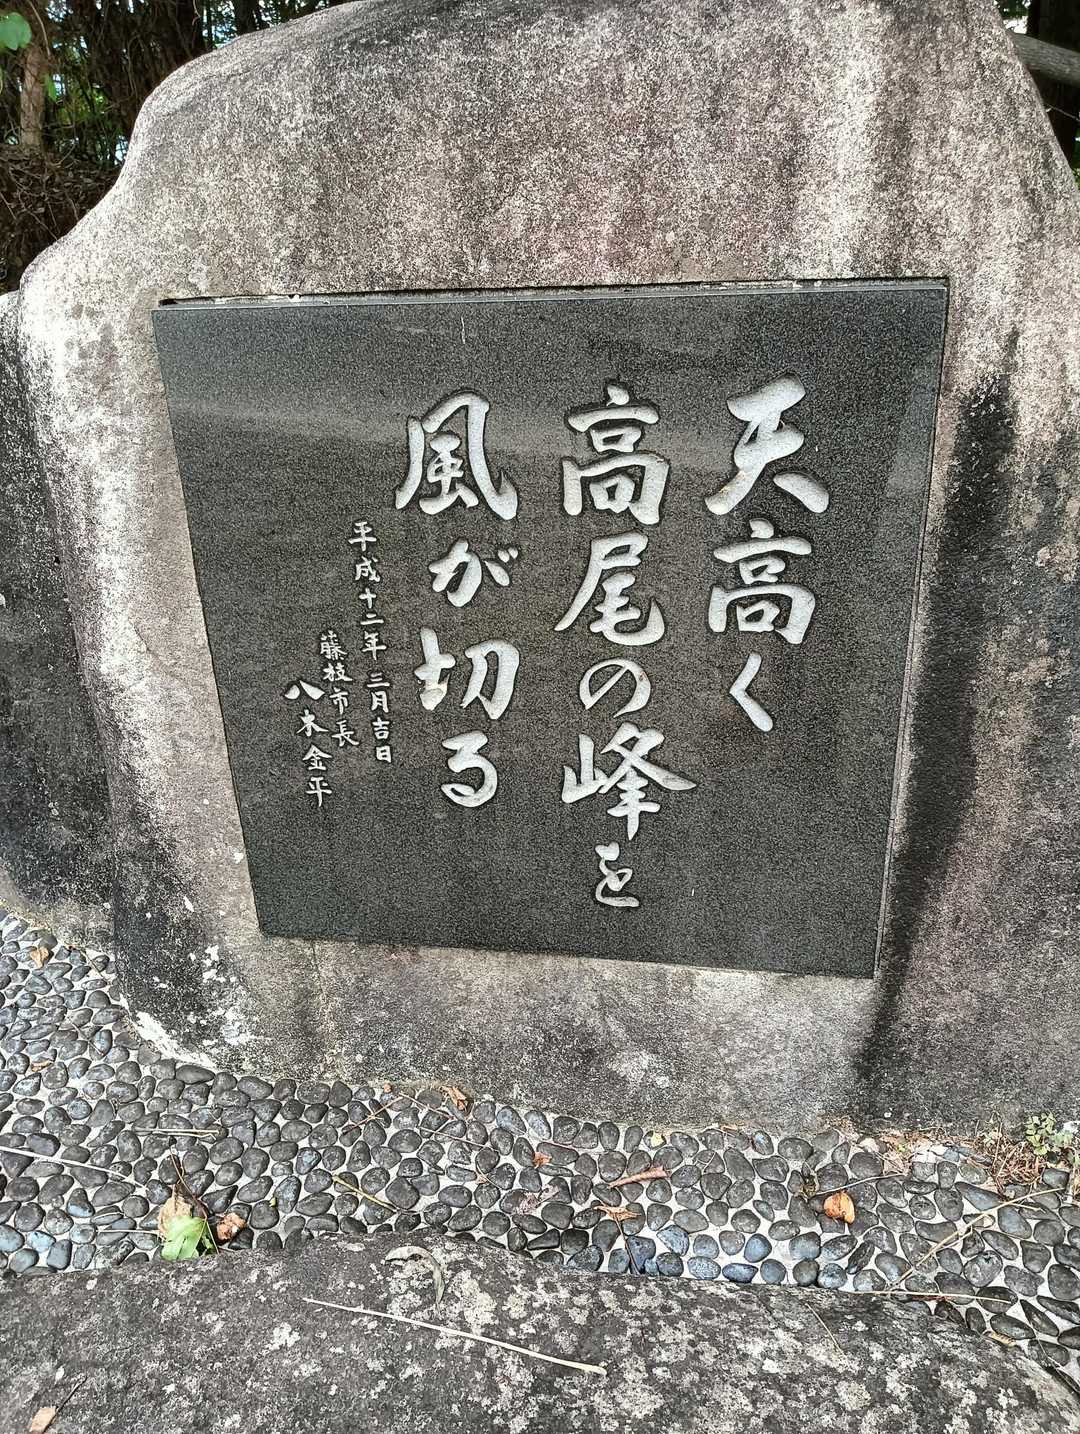 天高く
高尾の峰を
風が切る
平成十二年三月吉日
藤枝市長
八木金平